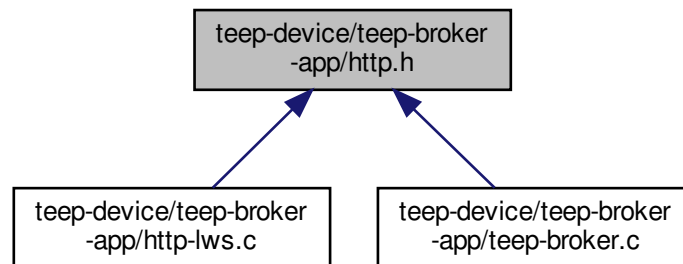 teep-device/teep-broker
-app/http.h
teep-device/teep-broker
-app/http-lws.c
teep-device/teep-broker
-app/teep-broker.c